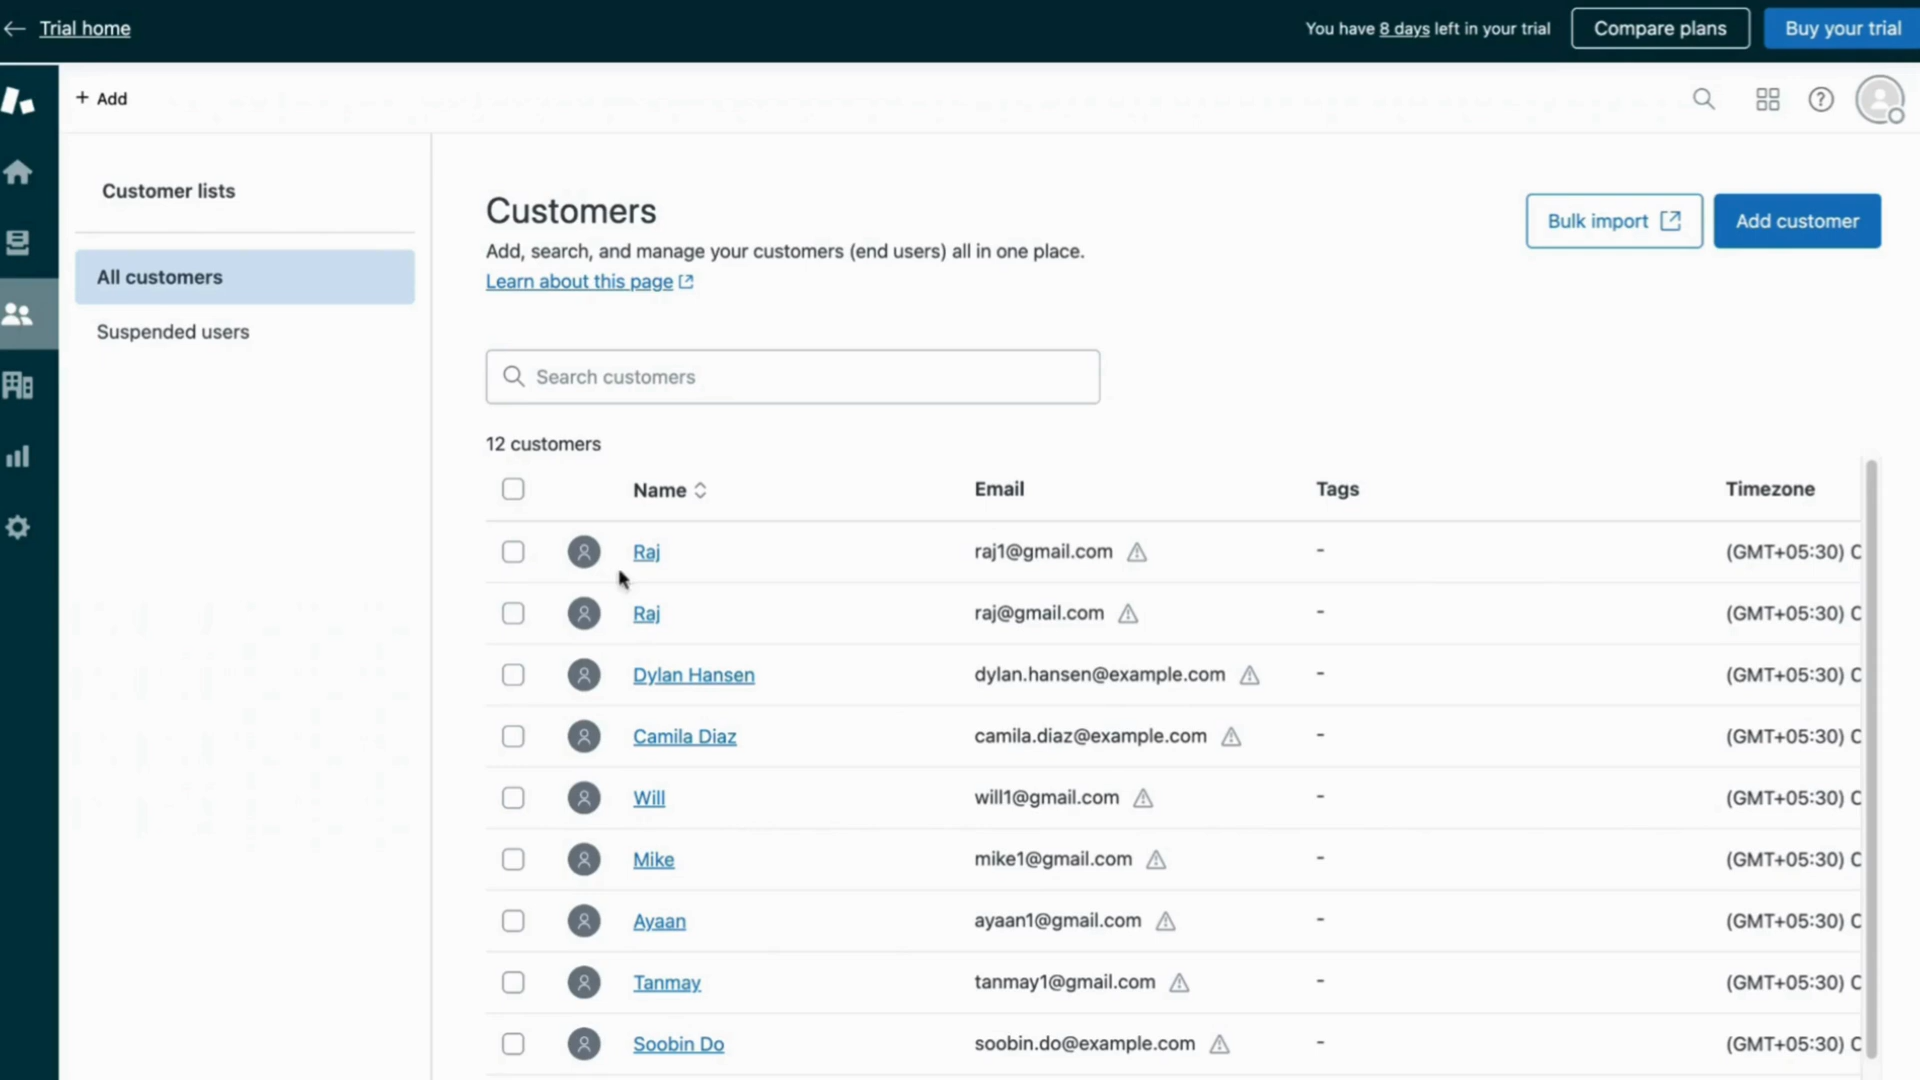 Trial home
You have 8 days left in your trial
Compare plans
Buy your trial
+ Add
Customer lists
All customers
Suspended users
Customers
Add, search, and manage your customers (end users) all in one place.
Learn about this page
Bulk import
Add customer
Search customers
12 customers
Name Email Tags Timezone
Raj raj1@gmail.com - (GMT+05:30) C
Raj raj@gmail.com - (GMT+05:30) C
Dylan Hansen dylan.hansen@example.com - (GMT+05:30) C
Camila Diaz camila.diaz@example.com - (GMT+05:30) C
Will will1@gmail.com - (GMT+05:30) C
Mike mike1@gmail.com - (GMT+05:30) C
Ayaan ayaan1@gmail.com - (GMT+05:30) C
Tanmay tanmay1@gmail.com - (GMT+05:30) C
Soobin Do soobin.do@example.com - (GMT+05:30) C